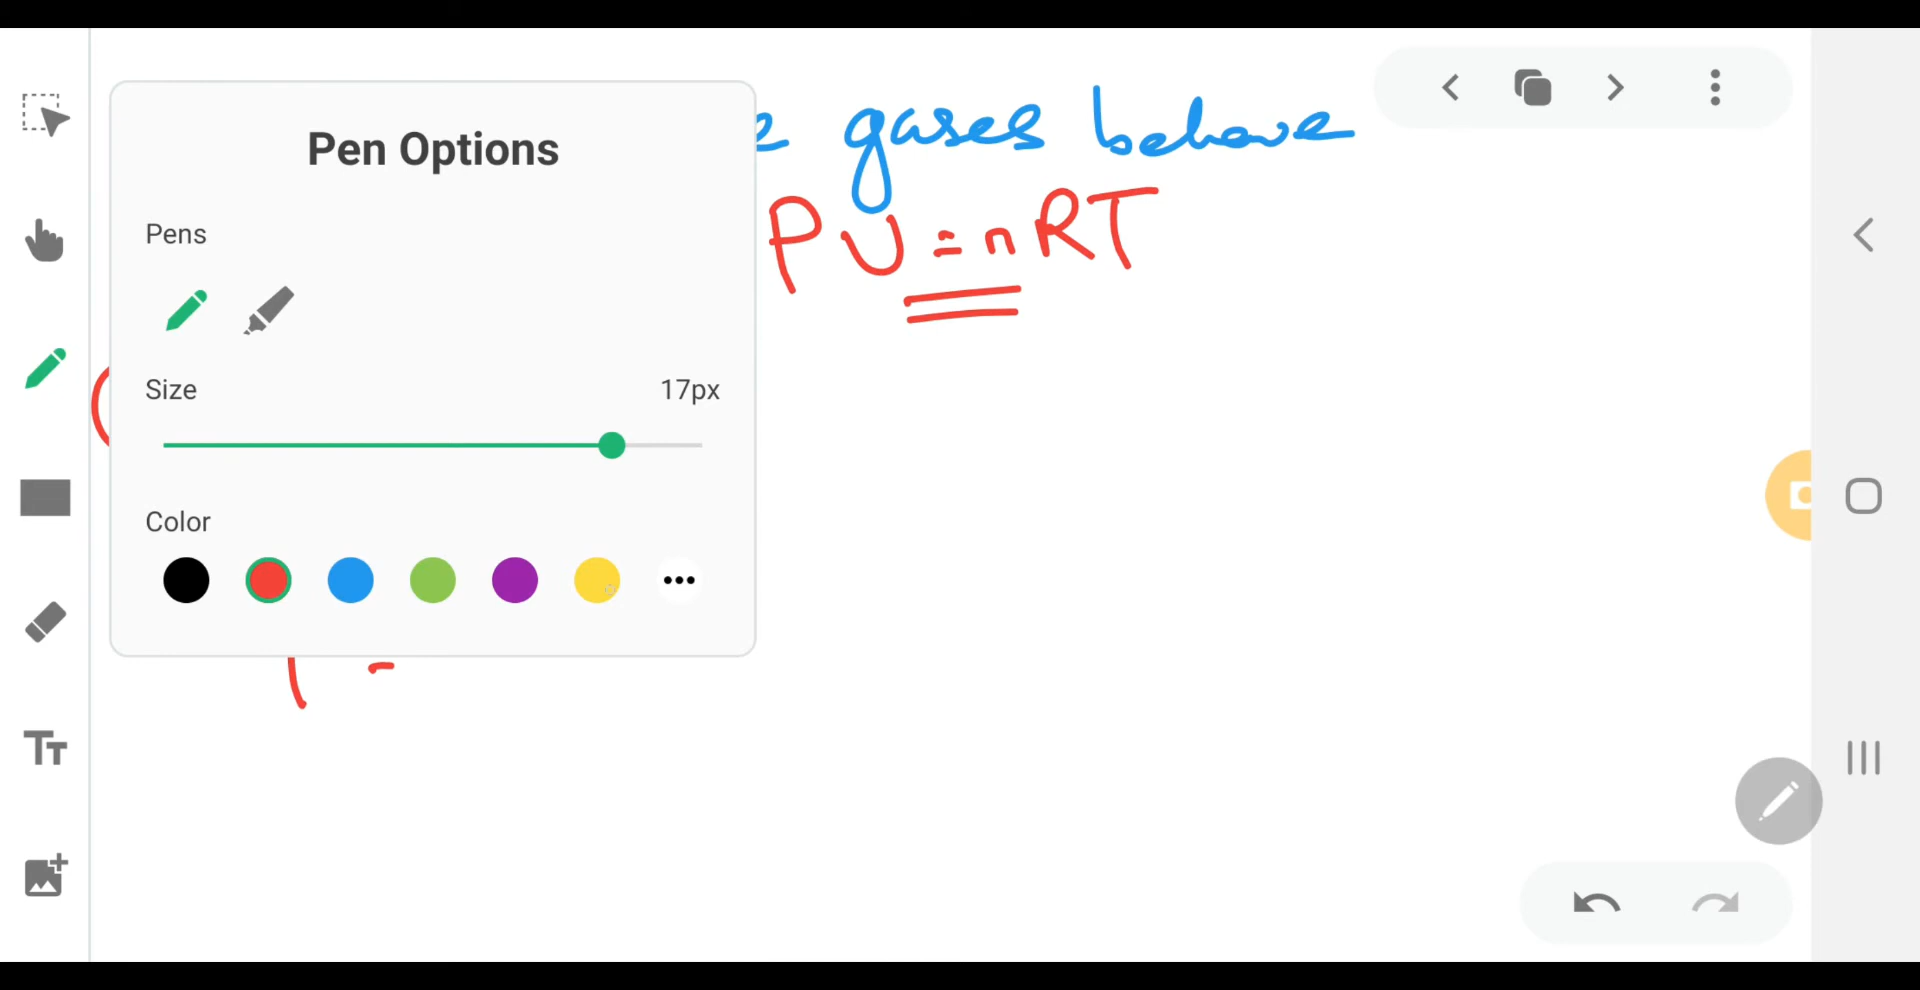 gases behave
Pen Options
PV = nRT
Pens
Size 17px
Color